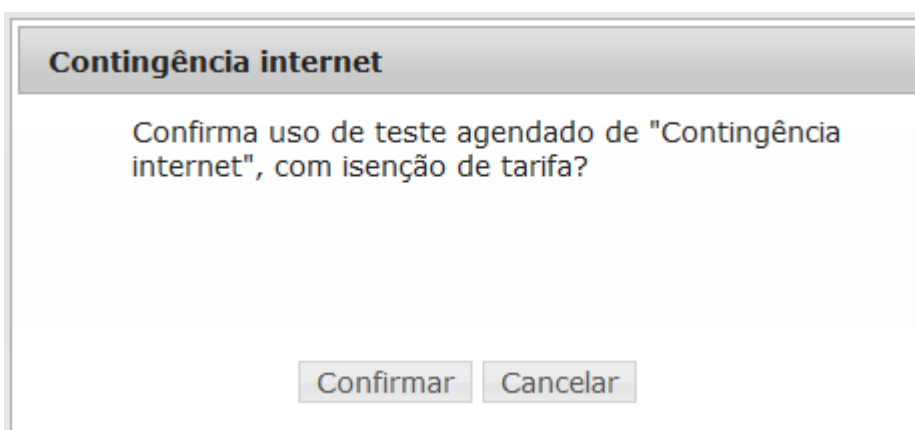 Contingência internet
Confirma uso de teste agendado de "Contingência
internet", com isenção de tarifa?
Confirmar Cancelar